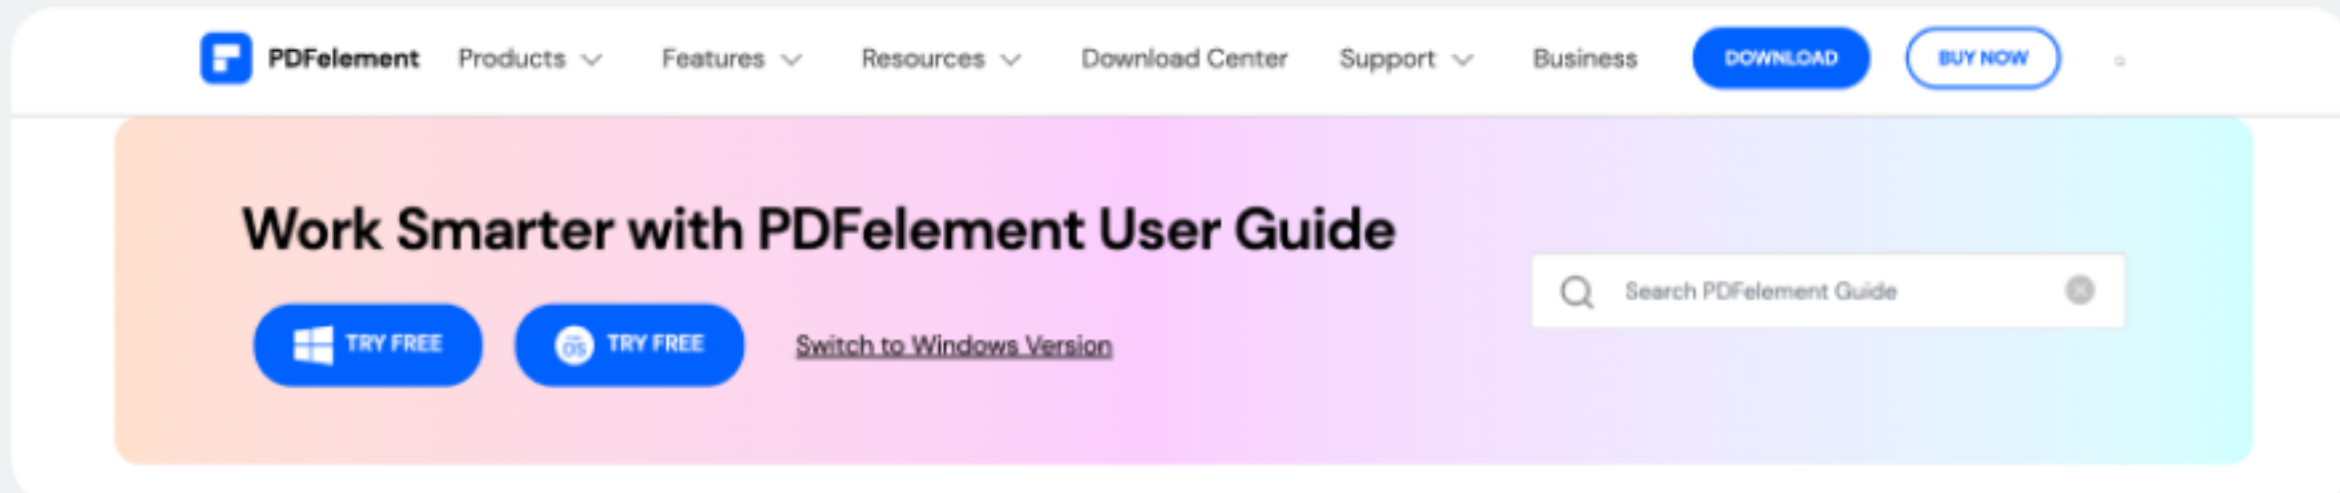 PDFelement Products Features Resources Download Center Support Business DOWNLOAD BUY NOW
Work Smarter with PDFelement User Guide
Search PDFelement Guide
TRY FREE OS TRY FREE Switch to Windows Version